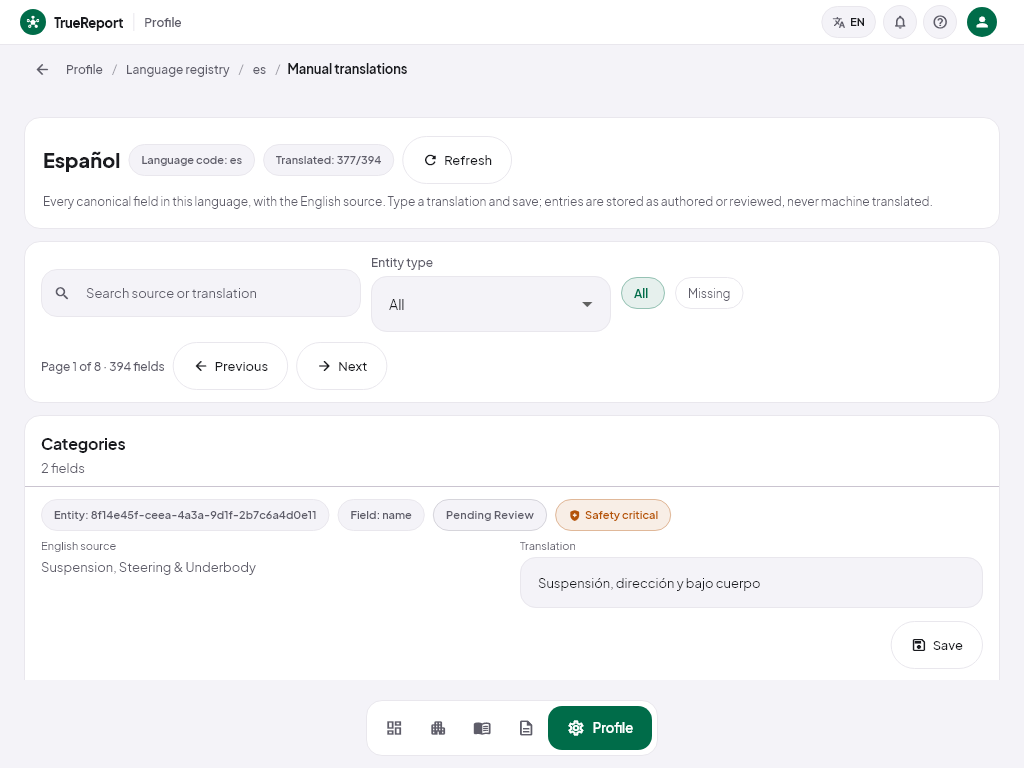 TrueReport
Profile
EN
Profile / Language registry / es / Manual translations
Español
Language code: es
Translated: 377/394
Refresh
Every canonical field in this language, with the English source. Type a translation and save; entries are stored as authored or reviewed, never machine translated.
Search source or translation
Entity type
All
All
Missing
Page 1 of 8 · 394 fields
Previous
Next
Categories
2 fields
Entity: 8f14e45f-ceea-4a3a-9d1f-2b7c6a4d0e11
Field: name
Pending Review
Safety critical
English source
Suspension, Steering & Underbody
Translation
Suspensión, dirección y bajo cuerpo
Save
Profile